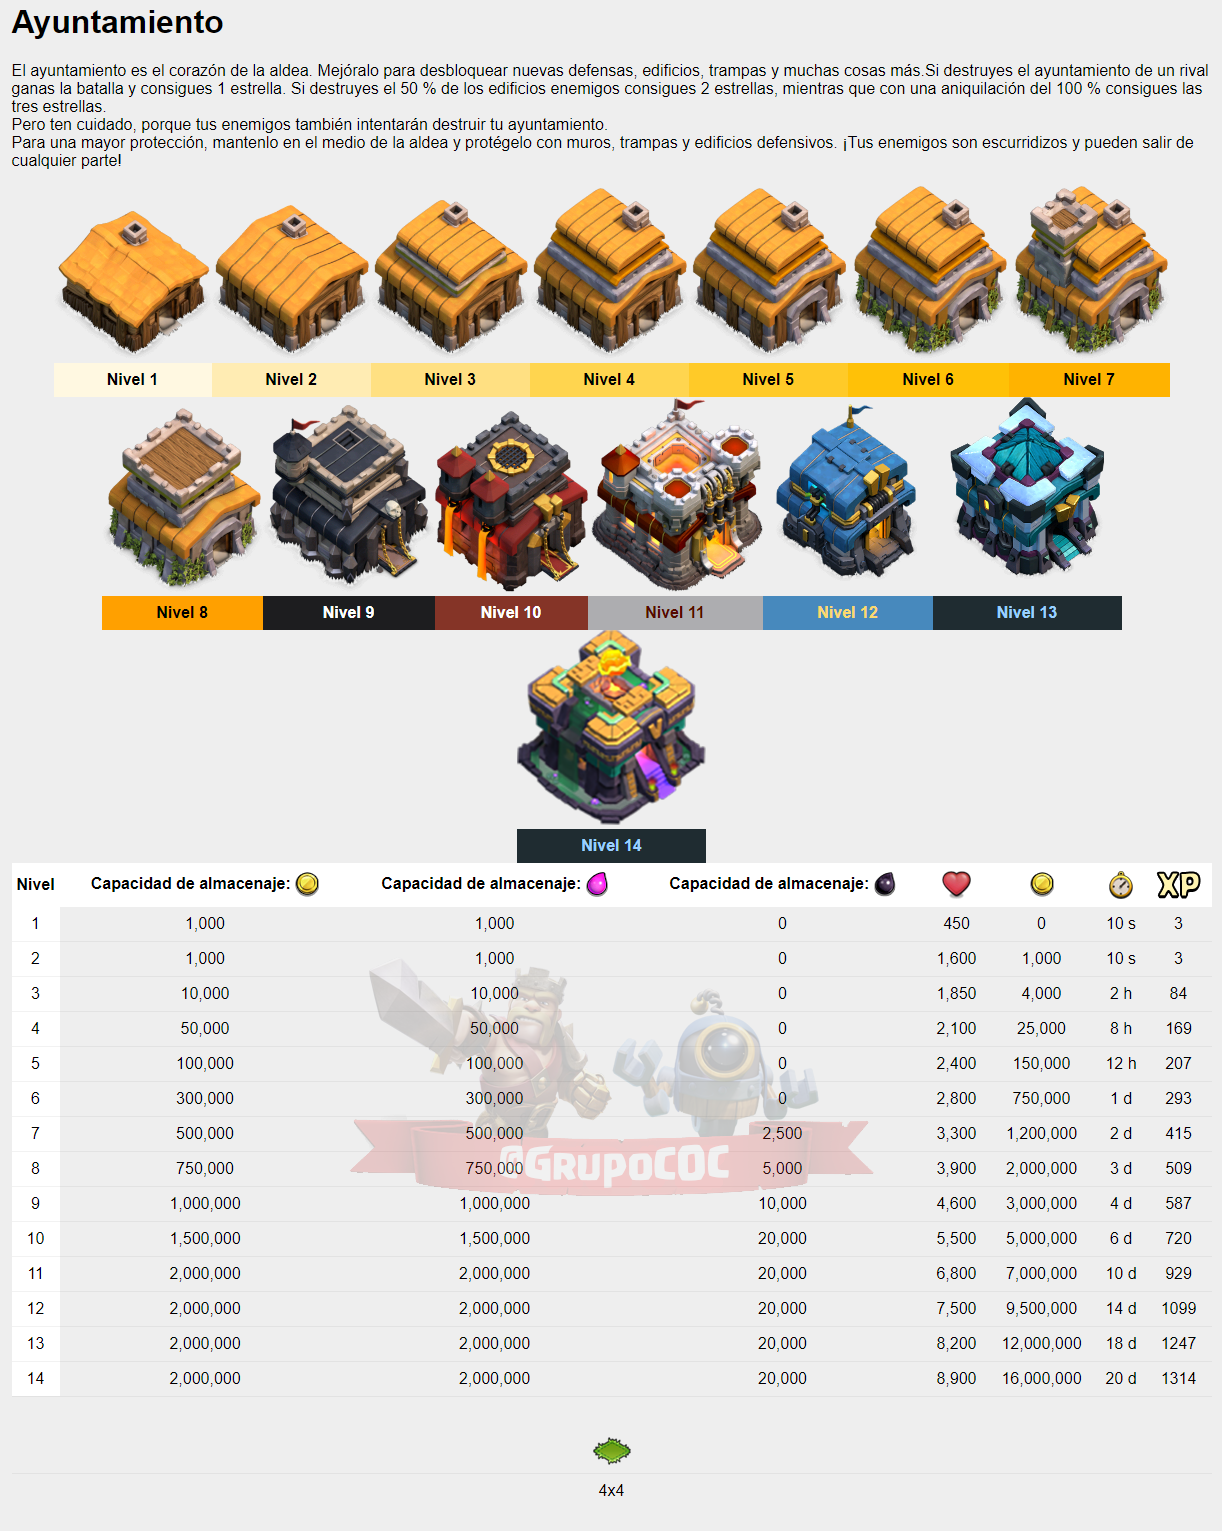 Ayuntamiento
El ayuntamiento es el corazón de la aldea. Mejóralo para desbloquear nuevas defensas, edificios, trampas y muchas cosas más.Si destruyes el ayuntamiento de un rival
ganas la batalla y consigues 1 estrella. Si destruyes el 50 % de los edificios enemigos consigues 2 estrellas, mientras que con una aniquilación del 100 % consigues las
tres estrellas.
Pero ten cuidado, porque tus enemigos también intentarán destruir tu ayuntamiento.
Para una mayor protección, mantenlo en el medio de la aldea y protégelo con muros, trampas y edificios defensivos. ¡Tus enemigos son escurridizos y pueden salir de
cualquier parte!
Nivel 1 Nivel 2 Nivel 3 Nivel 4 Nivel 5 Nivel 6 Nivel 7
Nivel 8 Nivel 9 Nivel 10 Nivel 11 Nivel 12 Nivel 13
Nivel 14
Nivel Capacidad de almacenaje: Capacidad de almacenaje: Capacidad de almacenaje: XP
1 1,000 1,000 0 450 0 10 s 3
2 1,000 1,000 0 1,600 1,000 10 s 3
3 10,000 10,000 0 1,850 4,000 2 h 84
4 50,000 50,000 0 2,100 25,000 8 h 169
5 100,000 100,000 0 2,400 150,000 12 h 207
6 300,000 300,000 0 2,800 750,000 1 d 293
7 500,000 500,000 2,500 3,300 1,200,000 2 d 415
8 750,000 750,000 5,000 3,900 2,000,000 3 d 509
@GRUPOCOC
9 1,000,000 1,000,000 10,000 4,600 3,000,000 4 d 587
10 1,500,000 1,500,000 20,000 5,500 5,000,000 6 d 720
11 2,000,000 2,000,000 20,000 6,800 7,000,000 10 d 929
12 2,000,000 2,000,000 20,000 7,500 9,500,000 14 d 1099
13 2,000,000 2,000,000 20,000 8,200 12,000,000 18 d 1247
14 2,000,000 2,000,000 20,000 8,900 16,000,000 20 d 1314
4x4